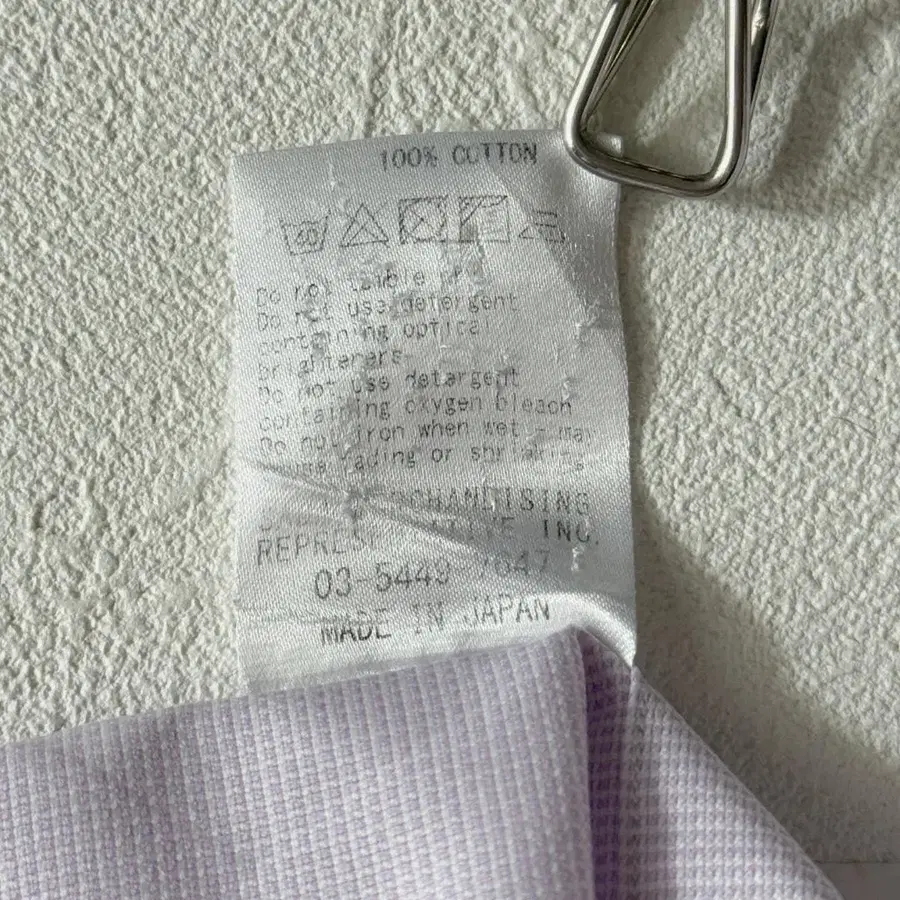 100% COTTON
40
Do not tumble dry
Do not use detergent
containing optical
brighteners
Do not use detergent
containing oxygen bleach
Do not iron when wet - may
fading or shrinking
MERCHANDISING
REPRESENTATIVE INC.
03-5449-7647
MADE IN JAPAN